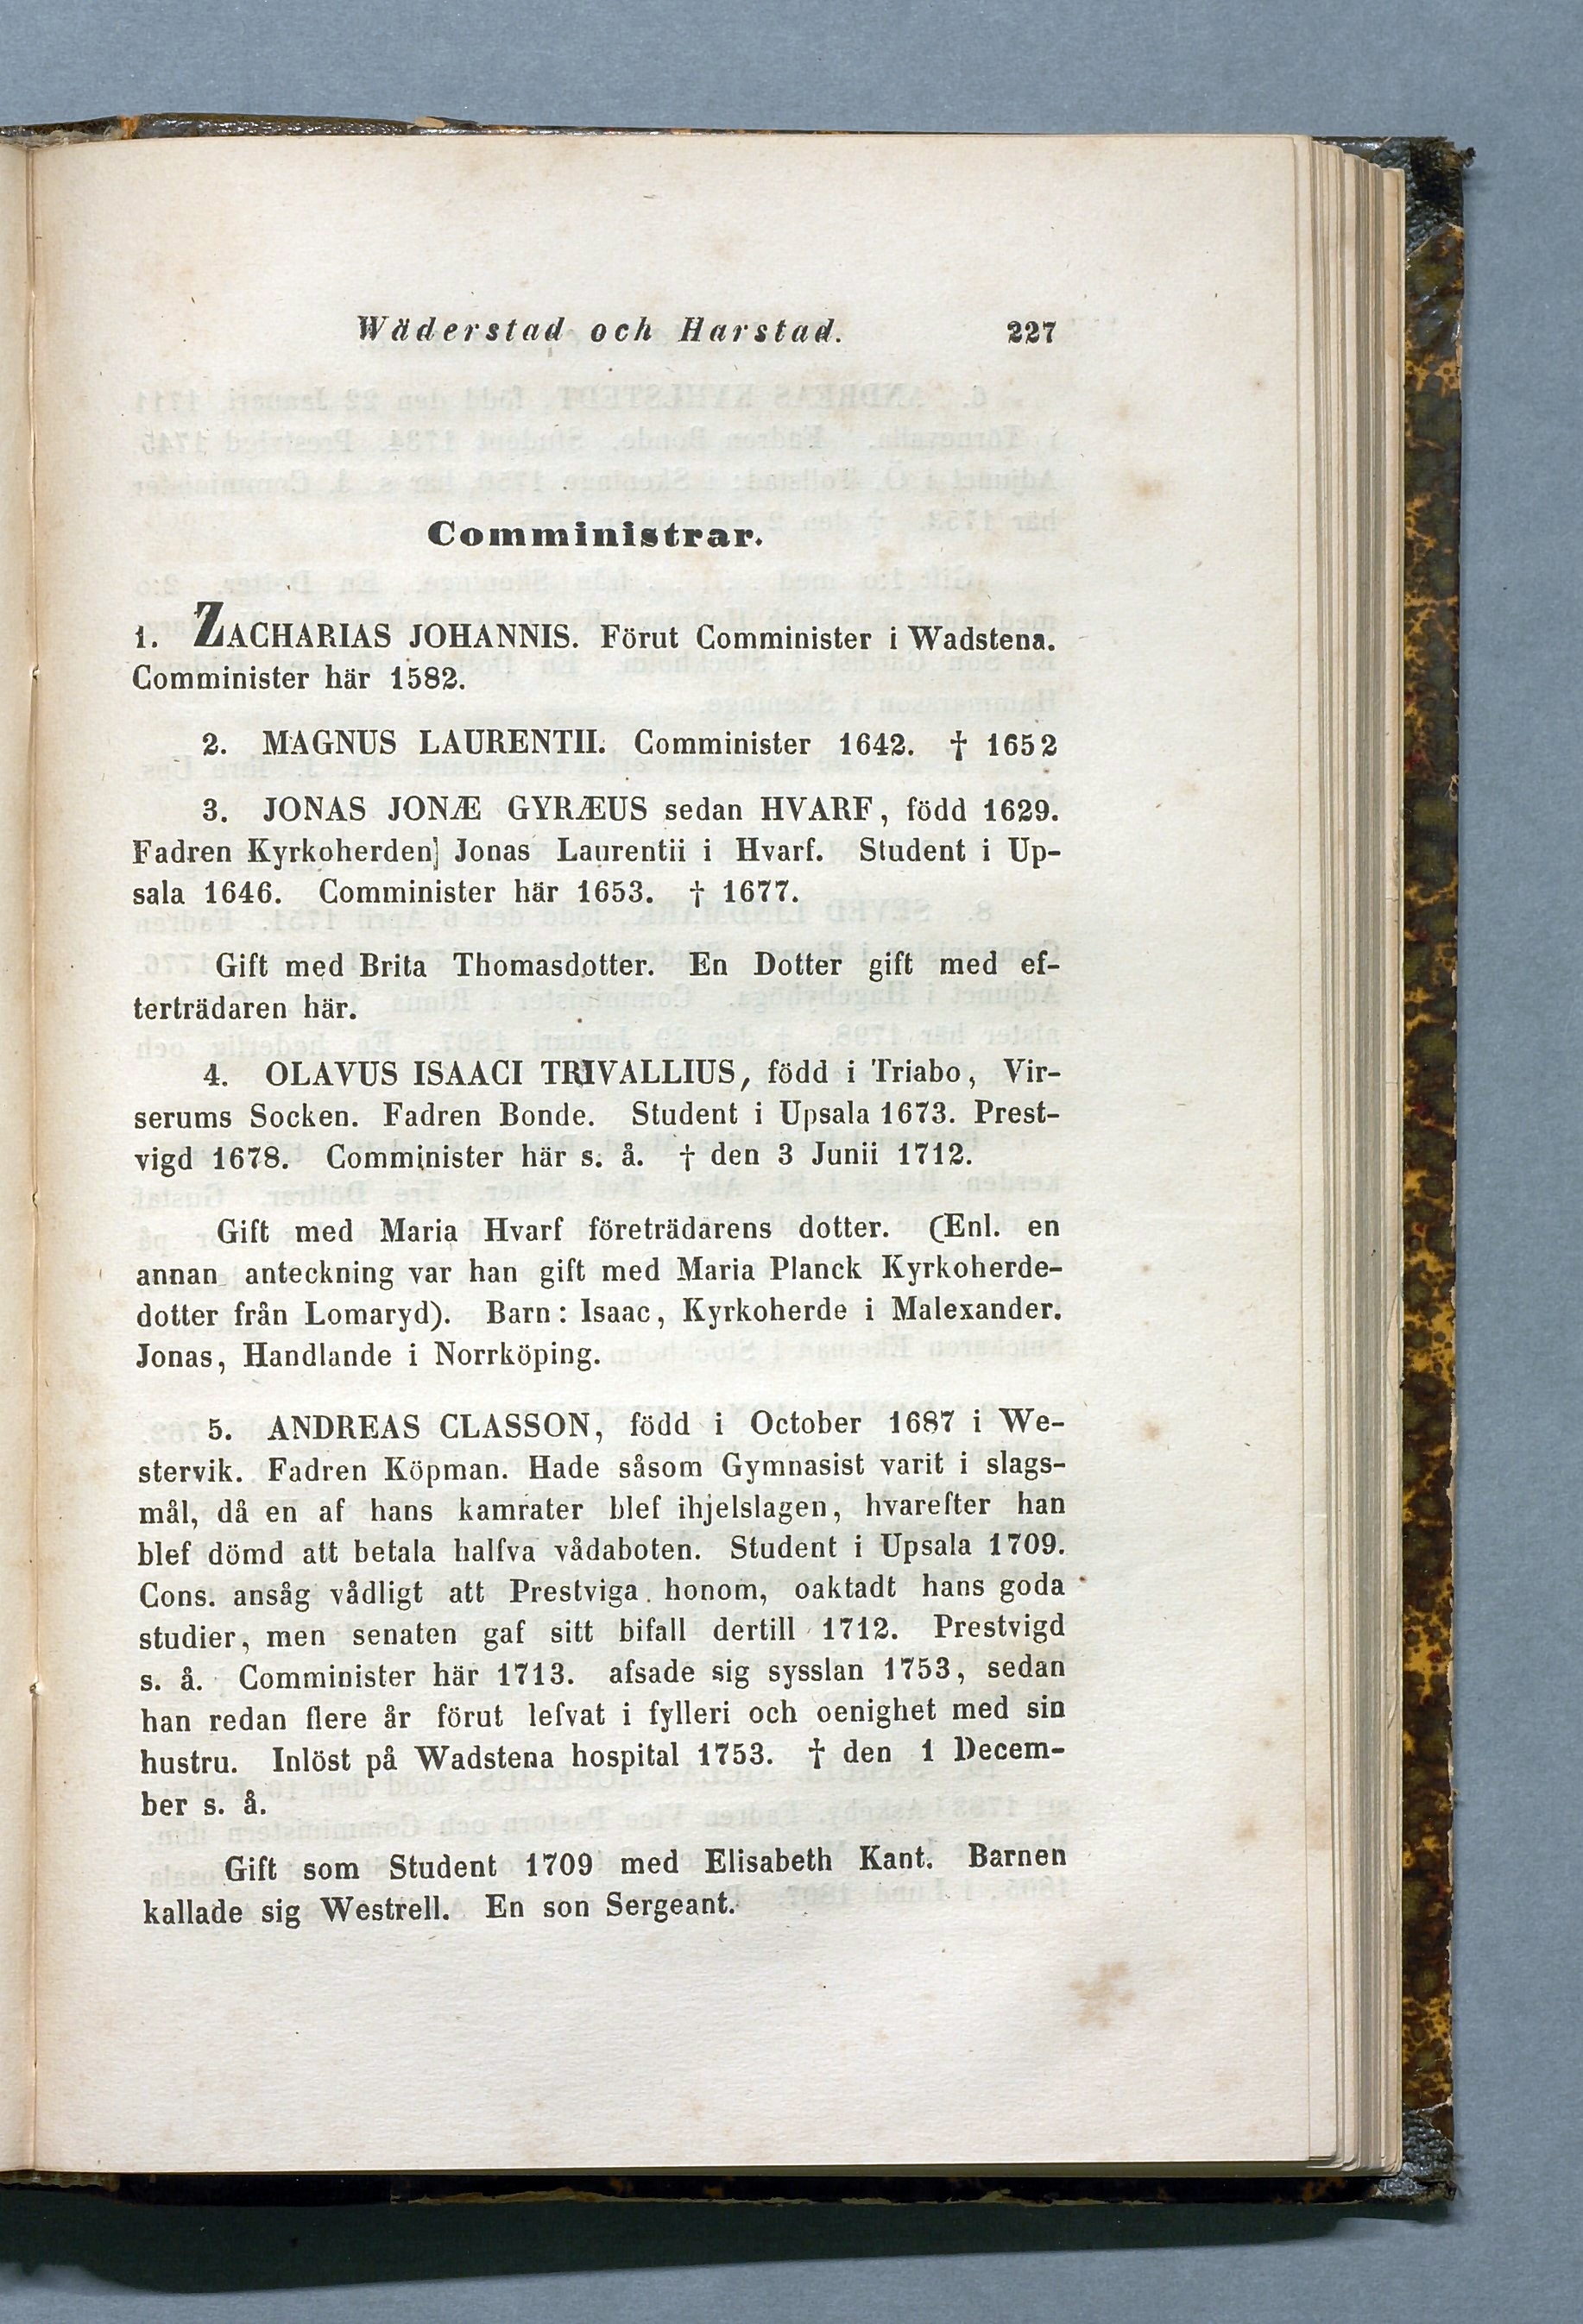 Wäderstad och Harstad. 227
Comministrar.
1. ZACHARIAS JOHANNIS. Förut Comminister i Wadstena.
Comminister här 1582.
2. MAGNUS LAURENTII. Comminister 1642. † 1652
3. JONAS JONÆ GYRÆUS sedan HVARF, född 1629.
Fadren Kyrkoherden] Jonas Laurentii i Hvarf. Student i Up-
sala 1646. Comminister här 1653. † 1677.
Gift med Brita Thomasdotter. En Dotter gift med ef-
terträdaren här.
4. OLAVUS ISAACI TRIVALLIUS, född i Triabo, Vir-
serums Socken. Fadren Bonde. Student i Upsala 1673. Prest-
vigd 1678. Comminister här s. å. † den 3 Junii 1712.
Gift med Maria Hvarf företrädarens dotter. (Enl. en
annan anteckning var han gift med Maria Planck Kyrkoherde-
dotter från Lomaryd). Barn: Isaac, Kyrkoherde i Malexander.
Jonas, Handlande i Norrköping.
5. ANDREAS CLASSON, född i October 1687 i We-
stervik. Fadren Köpman. Hade såsom Gymnasist varit i slags-
mål, då en af hans kamrater blef ihjelslagen, hvarefter han
blef dömd att betala halfva vådaboten. Student i Upsala 1709.
Cons. ansåg vådligt att Prestviga honom, oaktadt hans goda
studier, men senaten gaf sitt bifall dertill 1712. Prestvigd
s. å. Comminister här 1713. afsade sig sysslan 1753, sedan
han redan flere år förut lefvat i fylleri och oenighet med sin
hustru. Inlöst på Wadstena hospital 1753. † den 1 Decem-
ber s. å.
Gift som Student 1709 med Elisabeth Kant. Barnen
kallade sig Westrell. En son Sergeant.